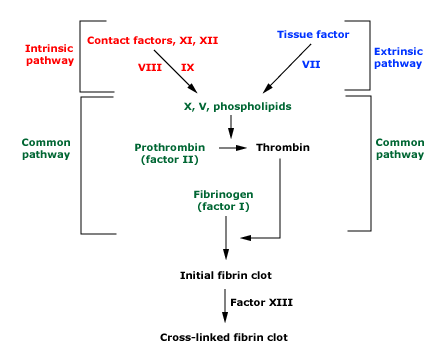 Intrinsic
pathway
Contact factors, XI, XII
Tissue factor
Extrinsic
pathway
VIII
IX
VII
X, V, phospholipids
Common
pathway
Prothrombin
(factor II)
Thrombin
Common
pathway
Fibrinogen
(factor I)
Initial fibrin clot
Factor XIII
Cross-linked fibrin clot